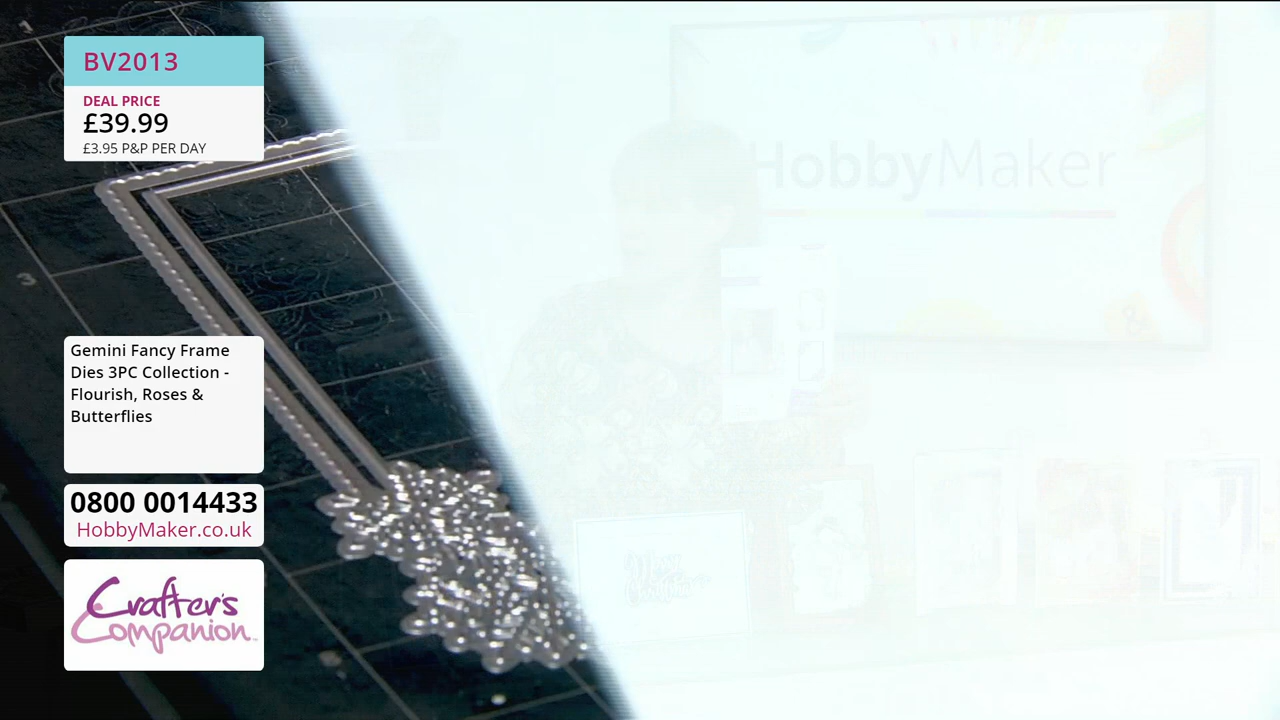 BV2013
DEAL PRICE
£39.99
£3.95 P&P PER DAY
HobbyMaker
&
3
Gemini Fancy Frame
Dies 3PC Collection -
Flourish, Roses &
Butterflies
0800 0014433
HobbyMaker.co.uk
Crafter's
Companion